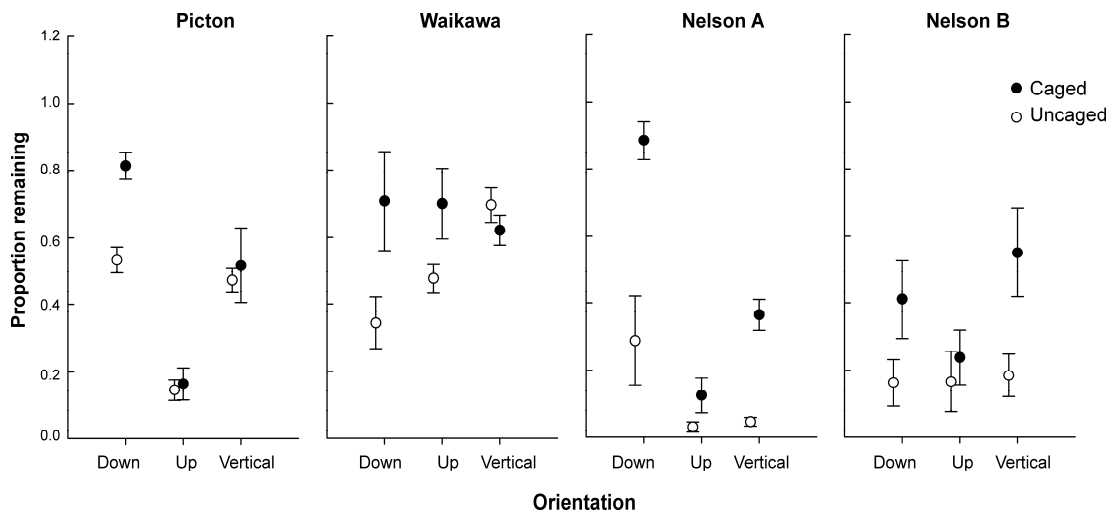 Picton Waikawa Nelson A Nelson B
1.2
1.0
0.8
0.6
0.4
0.2
0.0
Proportion remaining
Caged
Uncaged
Down Up Vertical Down Up Vertical Down Up Vertical Down Up Vertical
Orientation